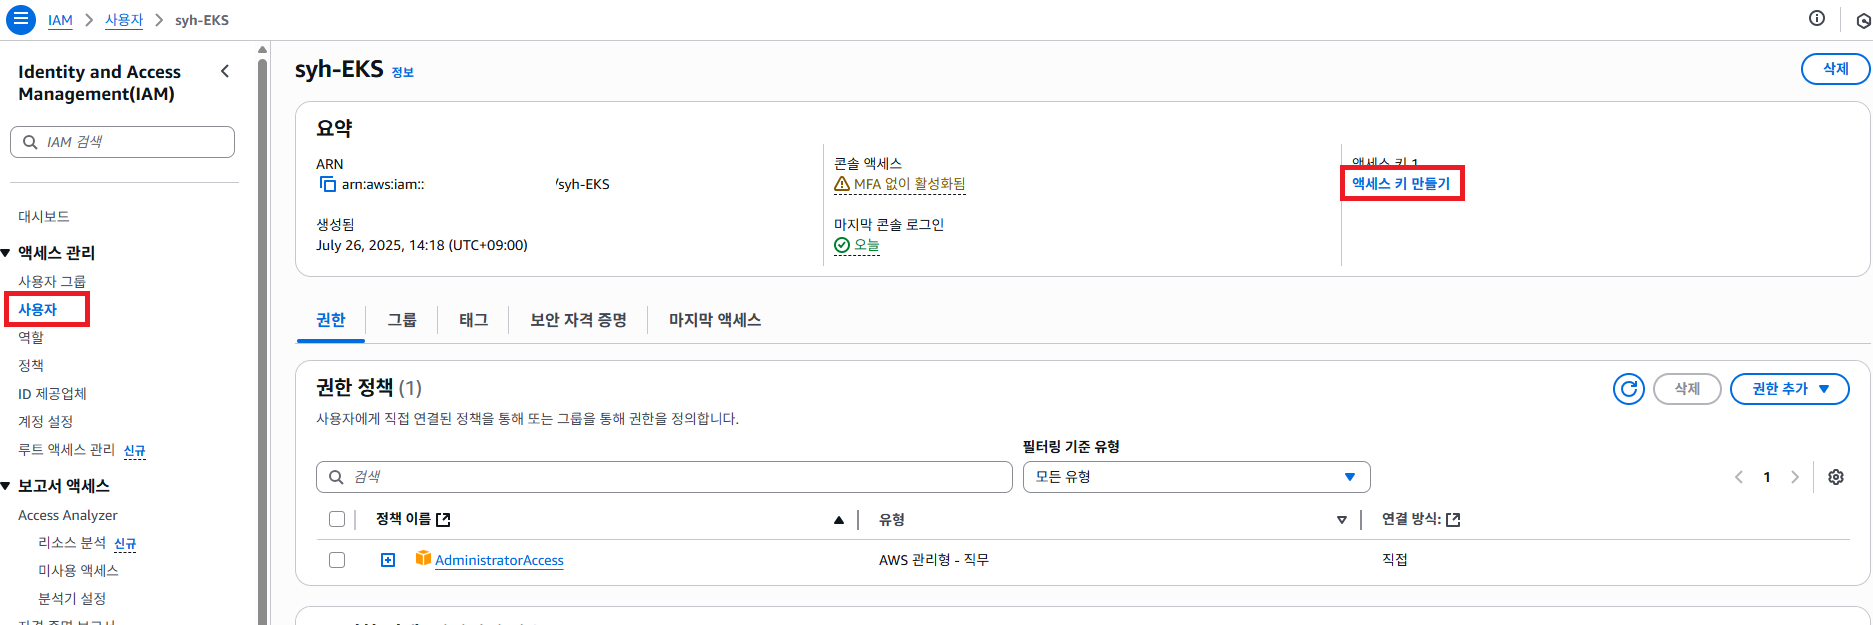 IAM > 사용자 > syh-EKS
Identity and Access
Management(IAM)
IAM 검색
대시보드
액세스 관리
사용자 그룹
사용자
역할
정책
ID 제공업체
계정 설정
루트 액세스 관리 신규
보고서 액세스
Access Analyzer
리소스 분석 신규
미사용 액세스
분석기 설정
자격 증명 보고서
syh-EKS 정보
삭제
요약
ARN
arn:aws:iam:: /syh-EKS
생성됨
July 26, 2025, 14:18 (UTC+09:00)
콘솔 액세스
MFA 없이 활성화됨
마지막 콘솔 로그인
오늘
액세스 키 1
액세스 키 만들기
권한 그룹 태그 보안 자격 증명 마지막 액세스
권한 정책 (1)
삭제 권한 추가
사용자에게 직접 연결된 정책을 통해 또는 그룹을 통해 권한을 정의합니다.
필터링 기준 유형
검색 모든 유형 1
정책 이름 유형 연결 방식:
AdministratorAccess AWS 관리형 - 직무 직접